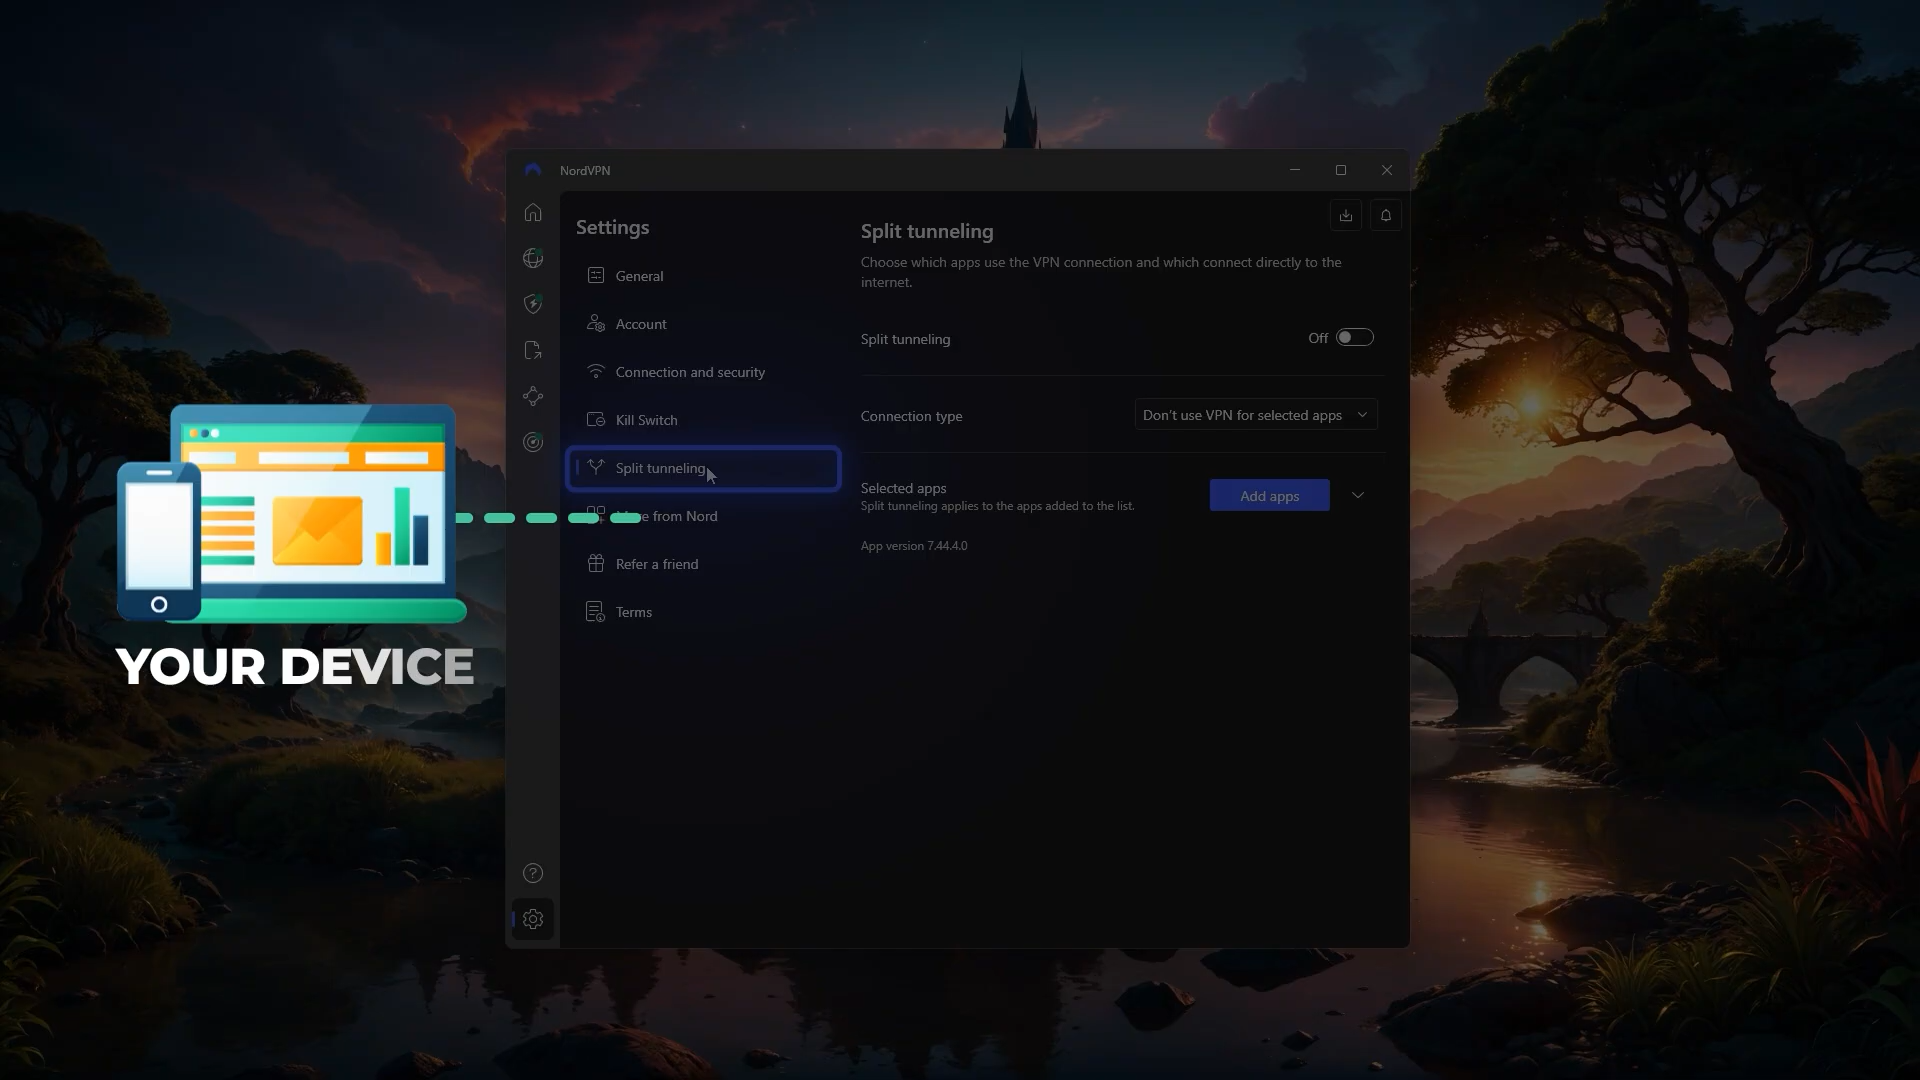 NordVPN
Settings
General
Account
Connection and security
Kill Switch
Split tunneling
re from Nord
Refer a friend
Terms
Split tunneling
Choose which apps use the VPN connection and which connect directly to the
internet.
Split tunneling
Off
Connection type
Don't use VPN for selected apps
Selected apps
Split tunneling applies to the apps added to the list.
Add apps
App version 7.44.4.0
YOUR DEVICE